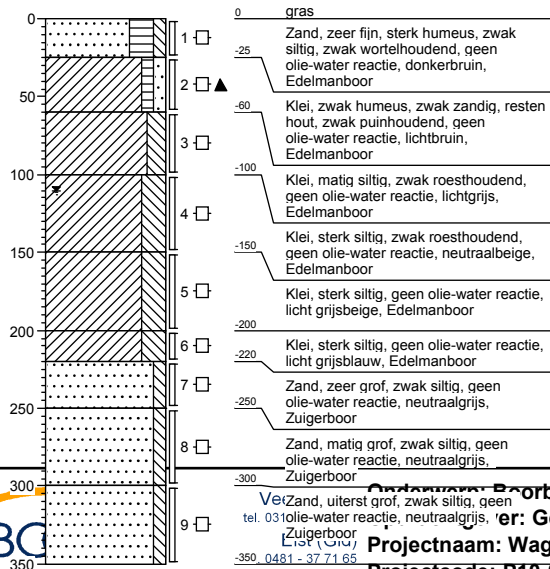 0
50
100
150
200
250
300
350
1
2
3
4
5
6
7
8
9
0
gras
Zand, zeer fijn, sterk humeus, zwak
siltig, zwak wortelhoudend, geen
olie-water reactie, donkerbruin,
Edelmanboor
-25
Klei, zwak humeus, zwak zandig, resten
hout, zwak puinhoudend, geen
olie-water reactie, lichtbruin,
Edelmanboor
-60
Klei, matig siltig, zwak roesthoudend,
geen olie-water reactie, lichtgrijs,
Edelmanboor
-100
Klei, sterk siltig, zwak roesthoudend,
geen olie-water reactie, neutraalbeige,
Edelmanboor
-150
Klei, sterk siltig, geen olie-water reactie,
licht grijsbeige, Edelmanboor
-200
Klei, sterk siltig, geen olie-water reactie,
licht grijsblauw, Edelmanboor
-220
Zand, zeer grof, zwak siltig, geen
olie-water reactie, neutraalgrijs,
Zuigerboor
-250
Zand, matig grof, zwak siltig, geen
olie-water reactie, neutraalgrijs,
Zuigerboor
-300
Zand, uiterst grof, zwak siltig, geen
olie-water reactie, neutraalgrijs,
Zuigerboor
-350
tel. 031
Elst (Gld)
0481 - 37 71 65
Projectnaam: Wag